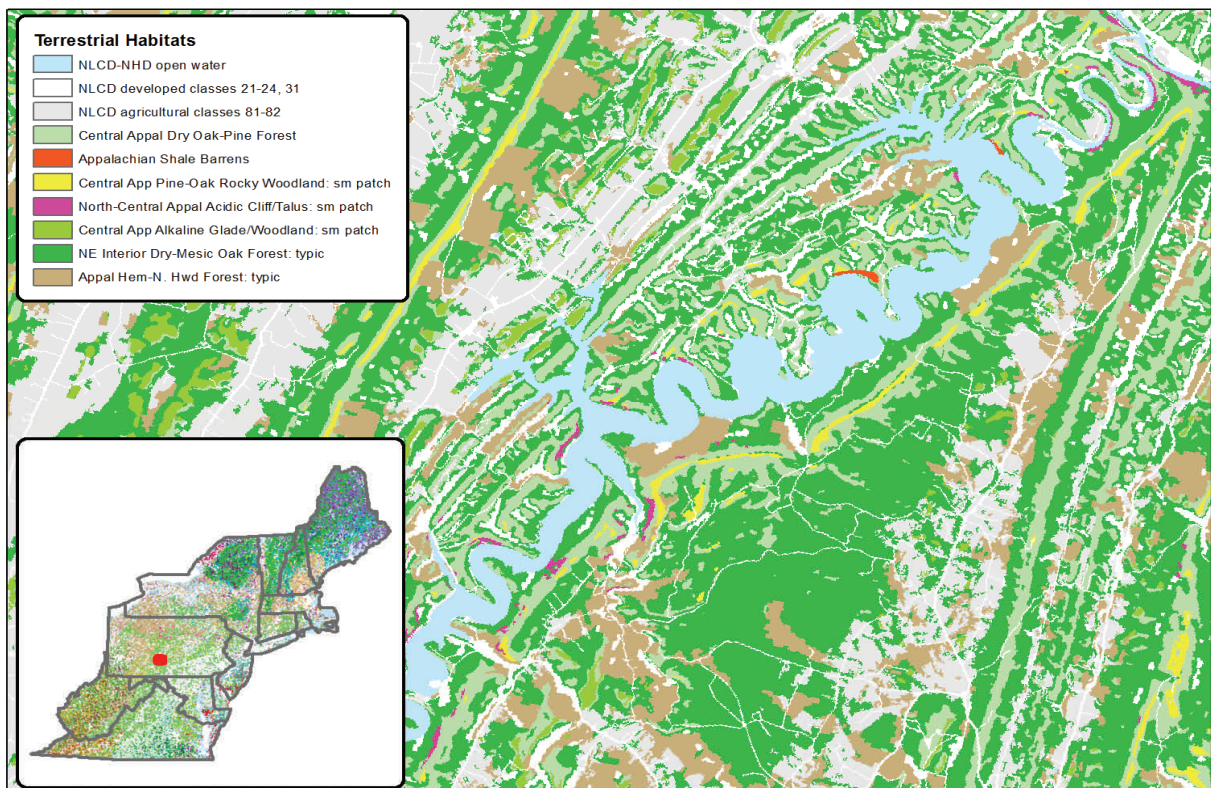 Terrestrial Habitats
NLCD-NHD open water
NLCD developed classes 21-24, 31
NLCD agricultural classes 81-82
Central Appal Dry Oak-Pine Forest
Appalachian Shale Barrens
Central App Pine-Oak Rocky Woodland: sm patch
North-Central Appal Acidic Cliff/Talus: sm patch
Central App Alkaline Glade/Woodland: sm patch
NE Interior Dry-Mesic Oak Forest: typic
Appal Hem-N. Hwd Forest: typic